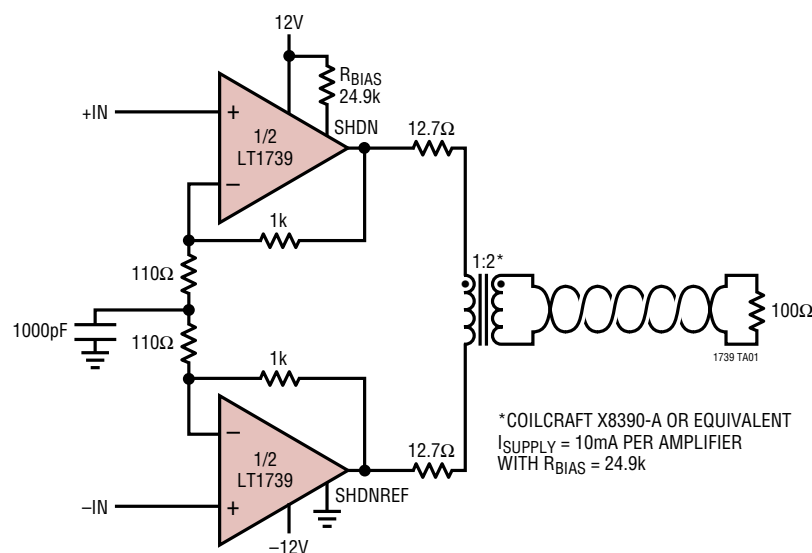 12V
RBIAS
24.9k
SHDN
+IN
+
1/2
LT1739
–
12.7Ω
1k
110Ω
1:2*
1000pF
100Ω
110Ω
1739 TA01
1k
–
1/2
LT1739
+
12.7Ω
SHDNREF
–IN
–12V
*COILCRAFT X8390-A OR EQUIVALENT
ISUPPLY = 10mA PER AMPLIFIER
WITH RBIAS = 24.9k